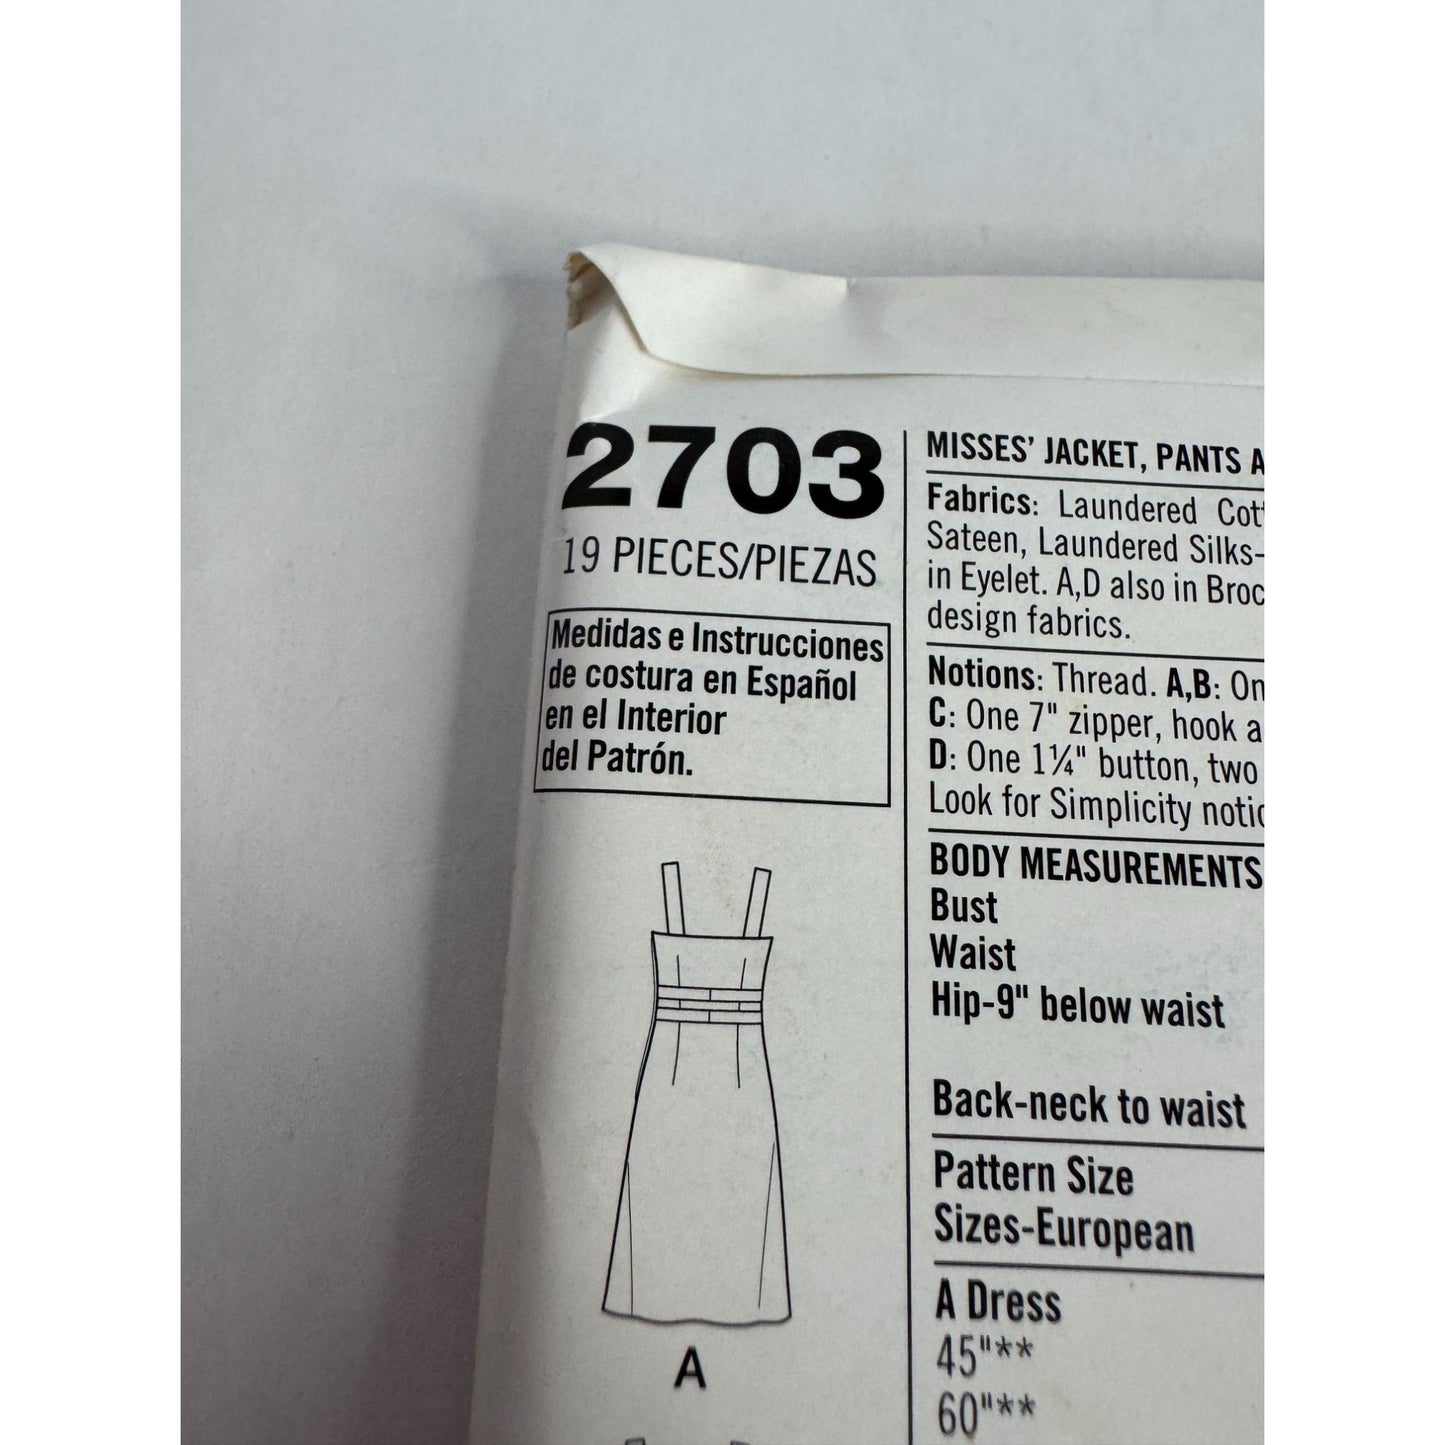 2703
19 PIECES/PIEZAS
Medidas e Instrucciones
de costura en Español
en el Interior
del Patrón.
A
MISSES' JACKET, PANTS
Fabrics: Laundered
Sateen, Laundered Silks-
in Eyelet. A,D also in
design fabrics.
Notions: Thread. A,B:
C: One 7" zipper, hook
D: One 1¼" button, two
Look for Simplicity
BODY MEASUREMENTS
Bust
Waist
Hip-9" below waist
Back-neck to waist
Pattern Size
Sizes-European
A Dress
45"**
60"**